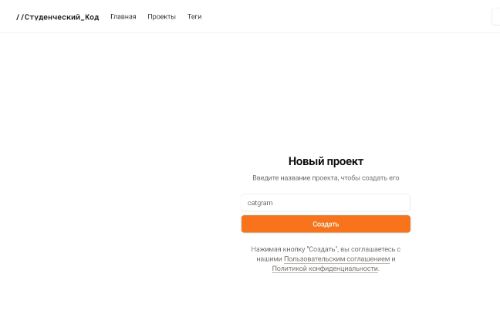 //Студенческий_Код Главная Проекты Теги
Новый проект
Введите название проекта, чтобы создать его
catgram
Создать
Нажимая кнопку "Создать", вы соглашаетесь с
нашими Пользовательским соглашением и
Политикой конфиденциальности.